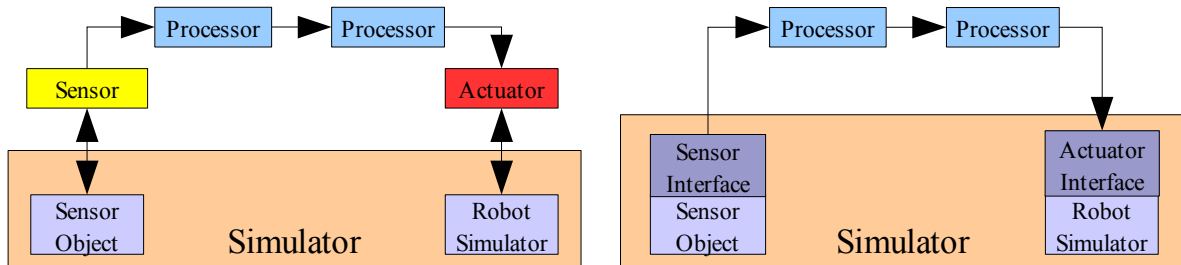 Processor
Processor
Sensor
Actuator
Sensor
Object
Simulator
Robot
Simulator
Processor
Processor
Sensor
Interface
Sensor
Object
Simulator
Actuator
Interface
Robot
Simulator